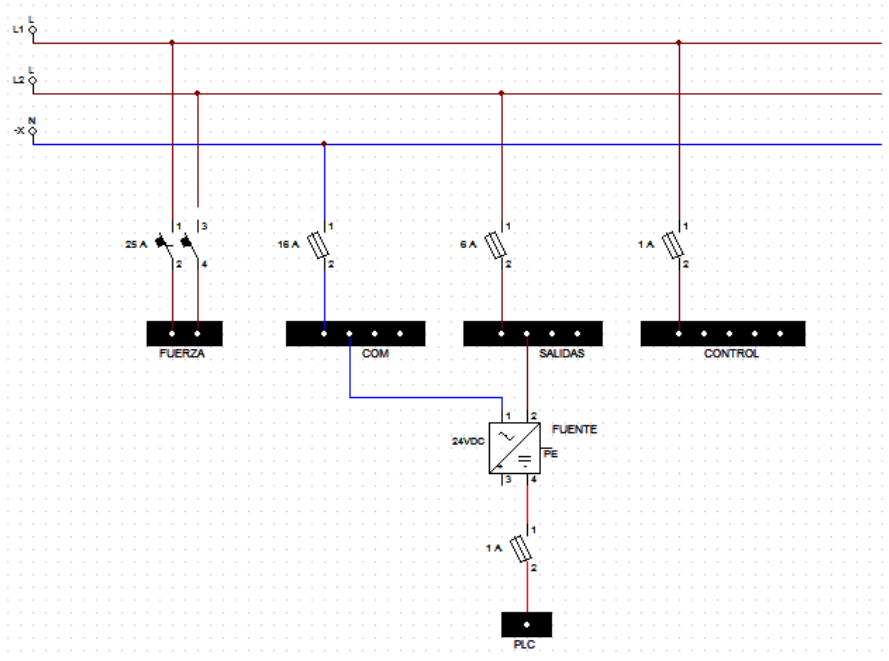 L
L1
L
L2
N
-X
1 3
25 A
2 4
1
16 A
2
1
6 A
2
1
1 A
2
FUERZA
COM
SALIDAS
CONTROL
1 2
FUENTE
24VDC
PE
+ -
3 4
1
1 A
2
PLC